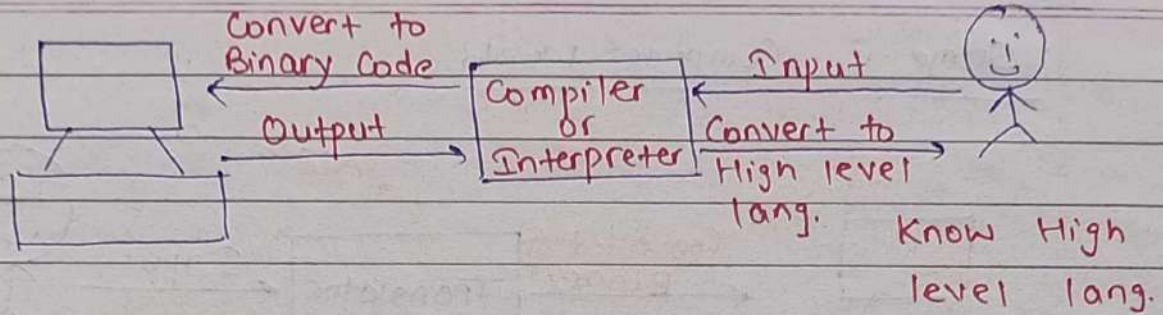 Convert to
Binary Code
Input
Compiler
or
Interpreter
Output
Convert to
High level
lang.
Know High
level lang.